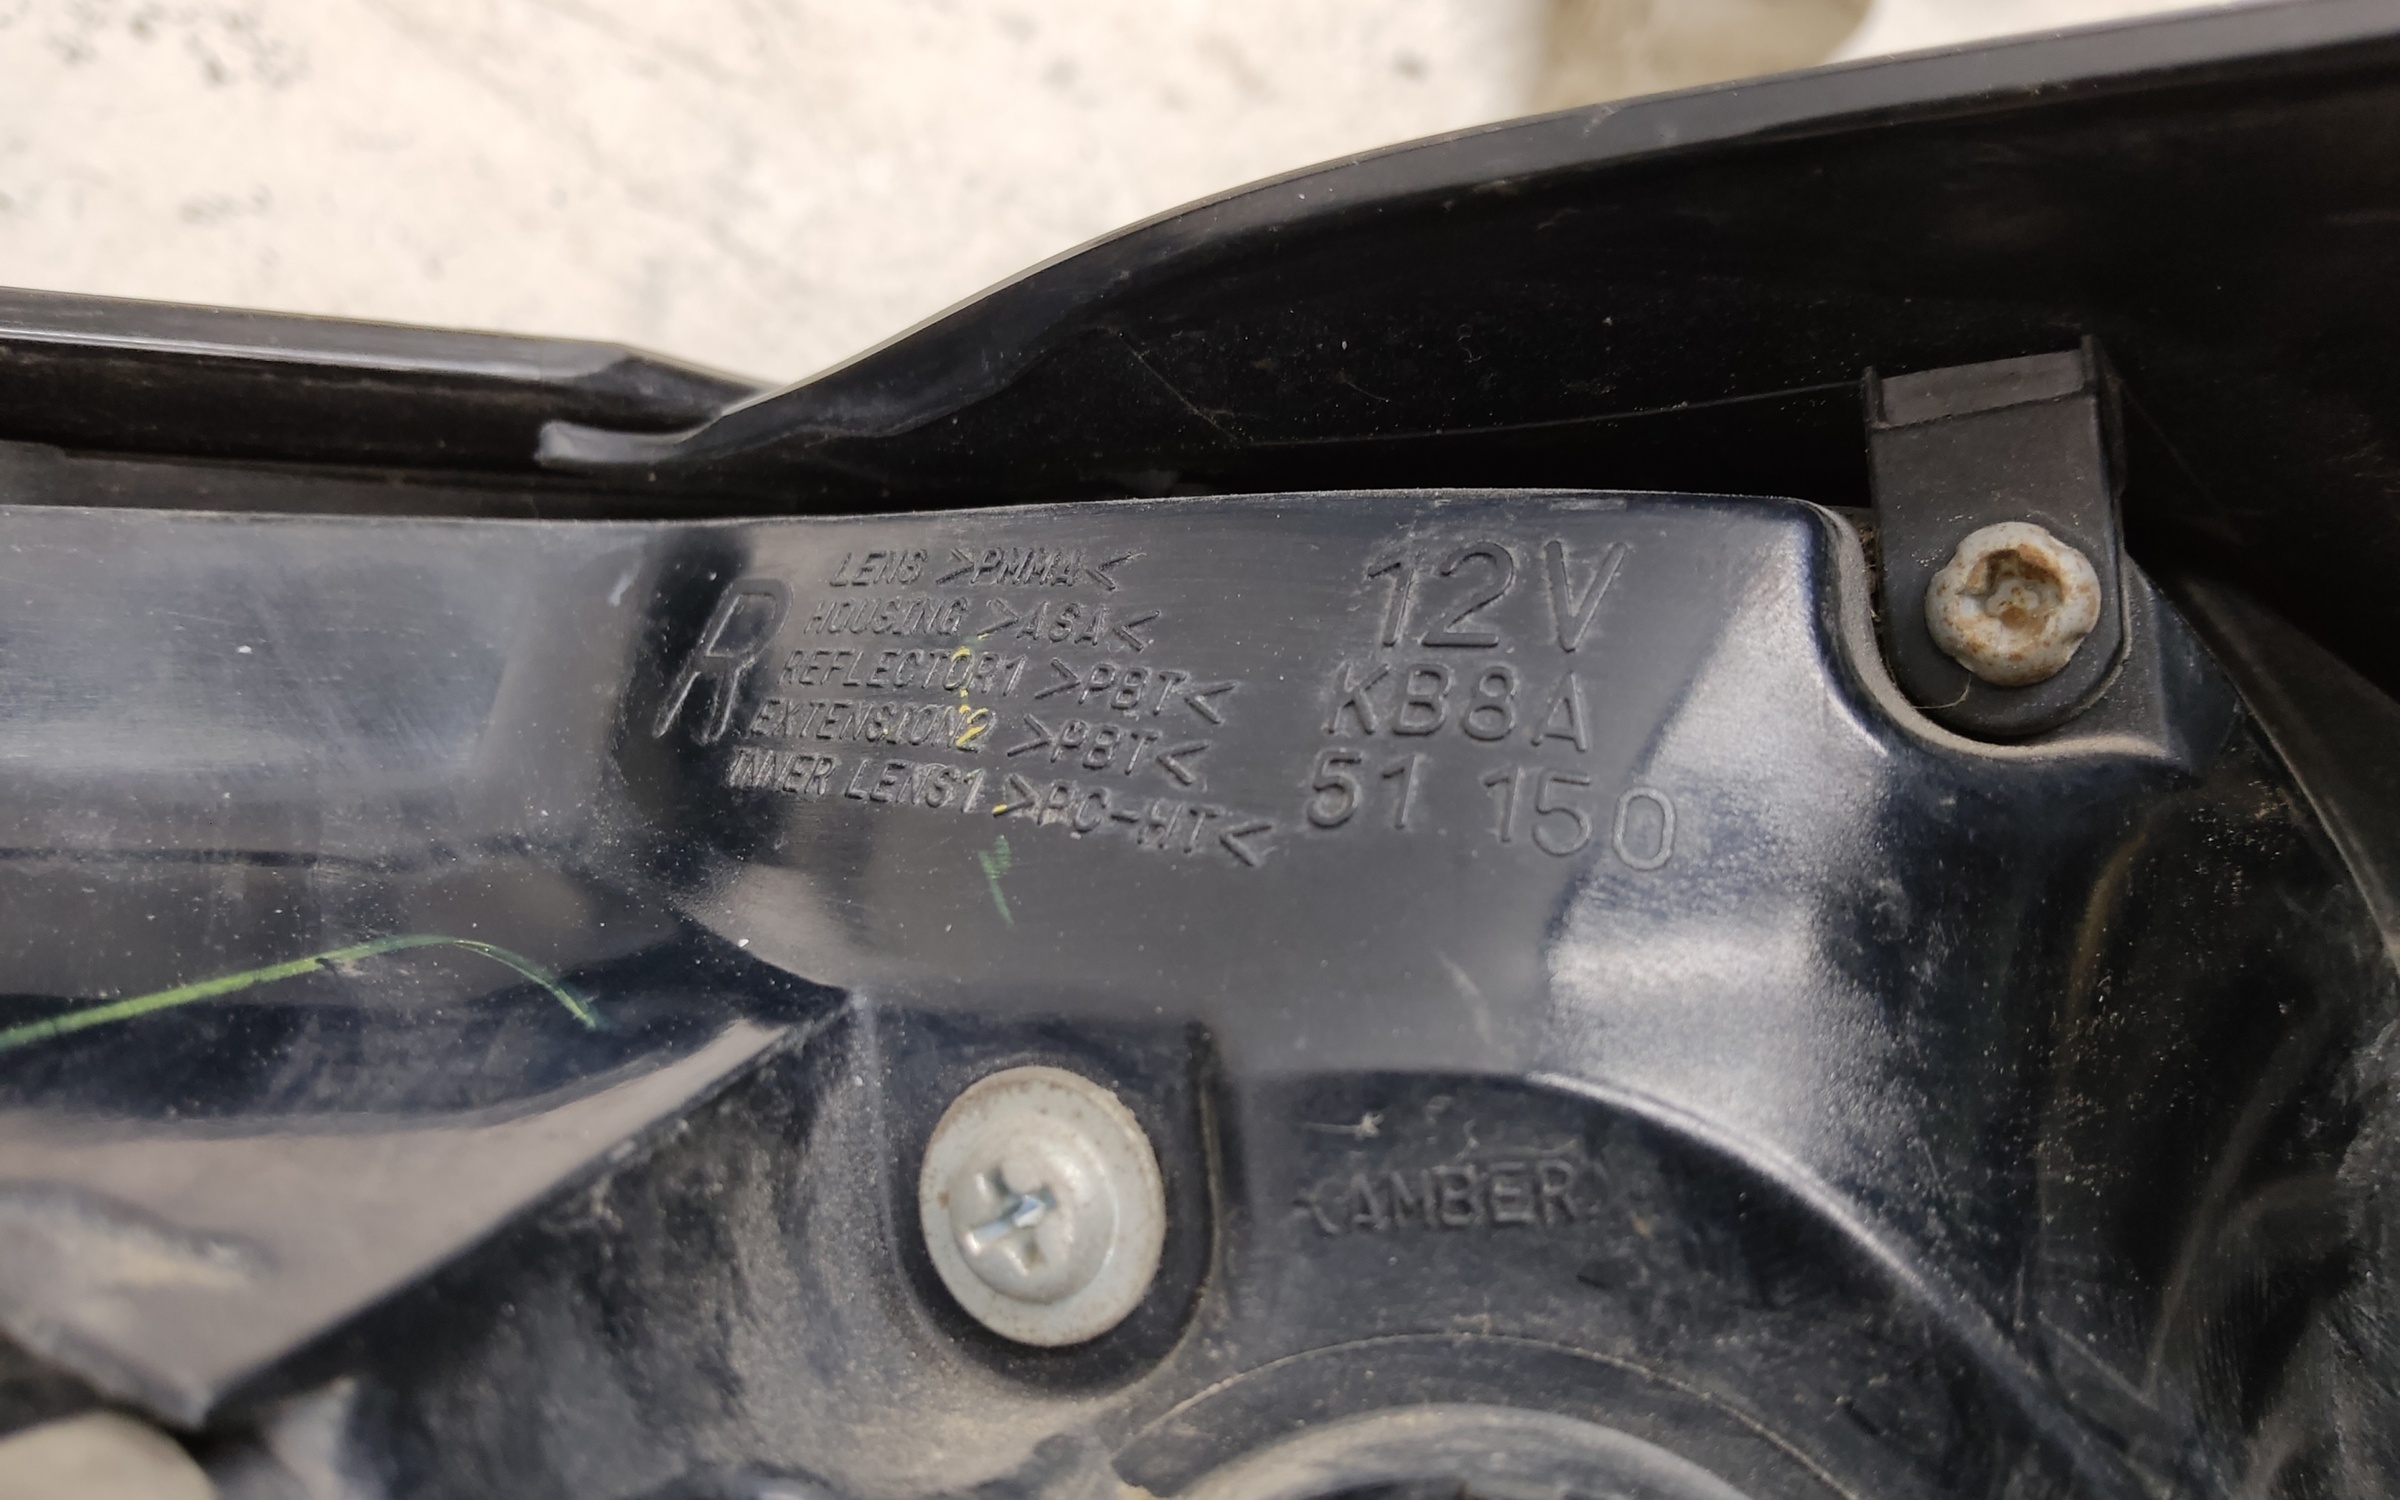 R
LENS >PMMA<
HOUSING >ASA<
REFLECTOR1 >PBT<
EXTENSION2 >PBT<
INNER LENS1 >PC-HT<
12V
KB8A
51 150
AMBER